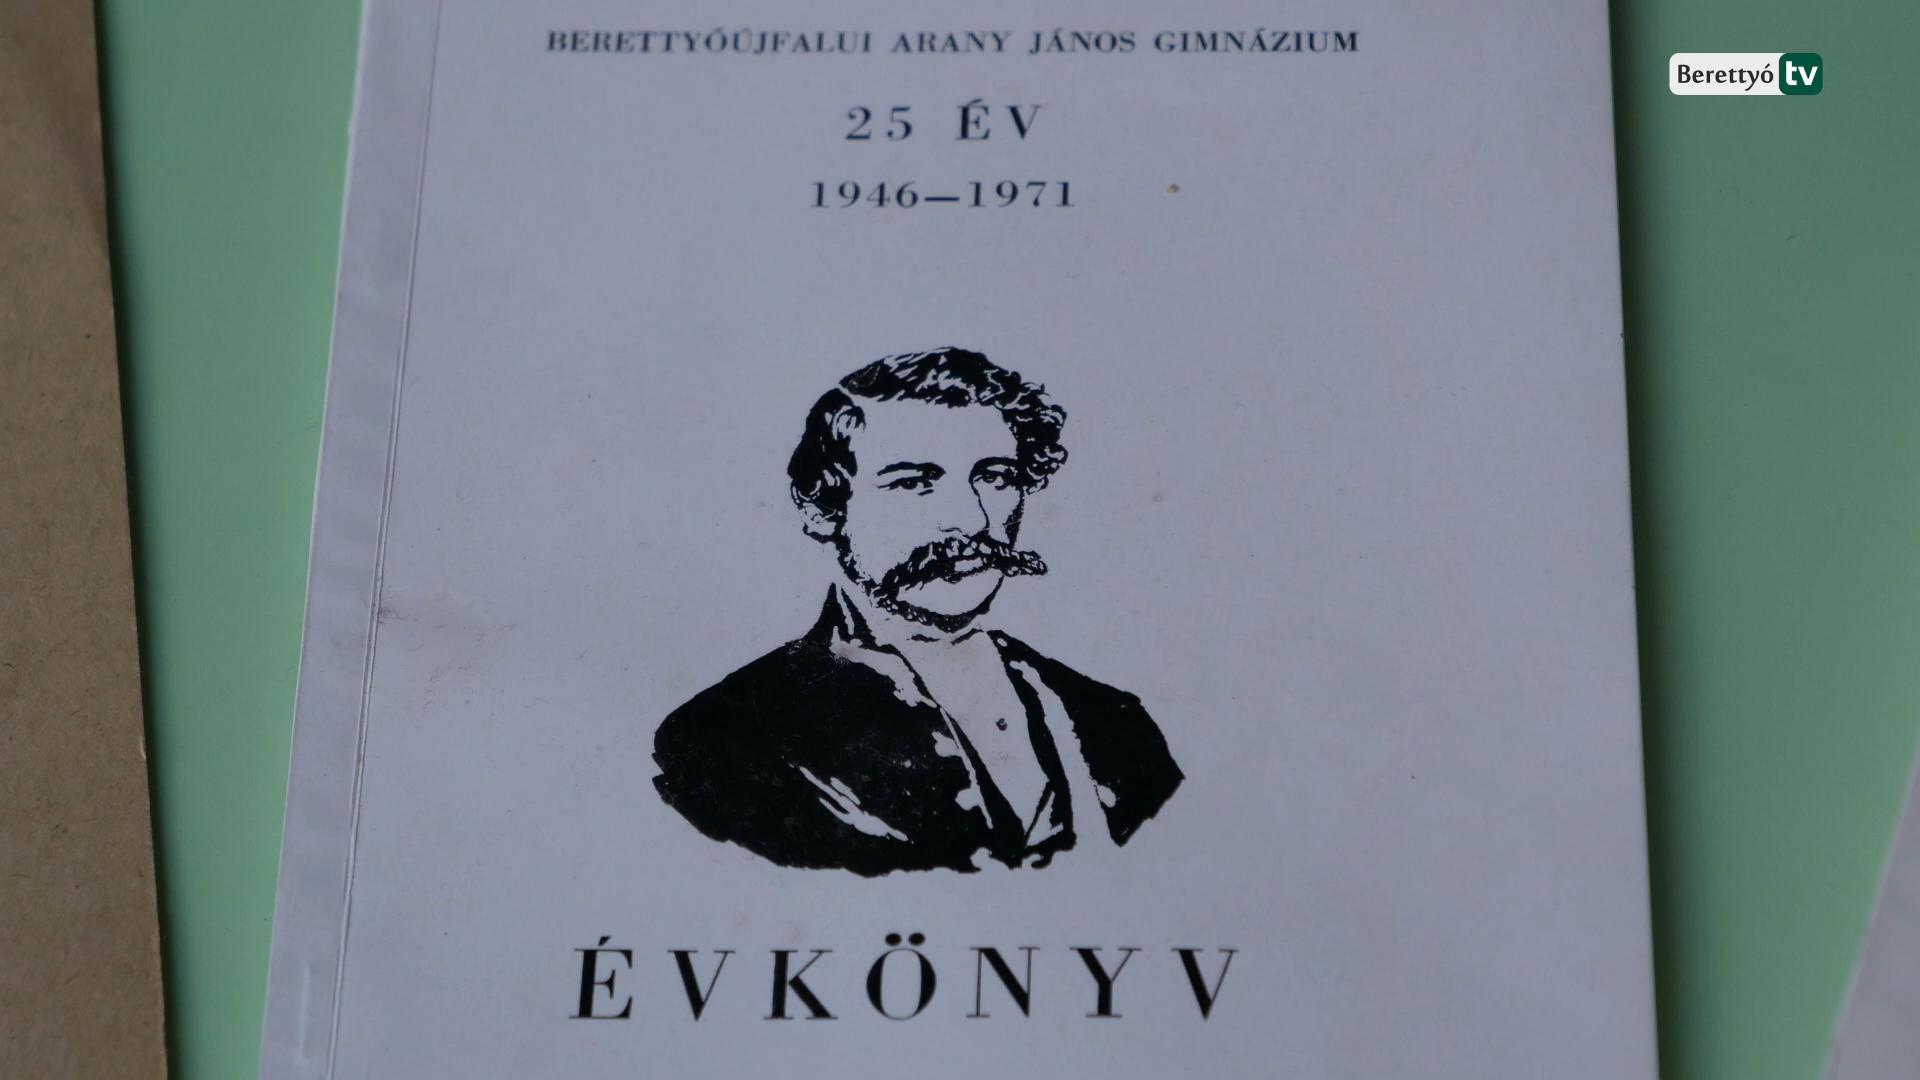 BERETTYÓÚJFALUI ARANY JÁNOS GIMNÁZIUM
25 ÉV
1946—1971
ÉVKÖNYV
Berettyó tv